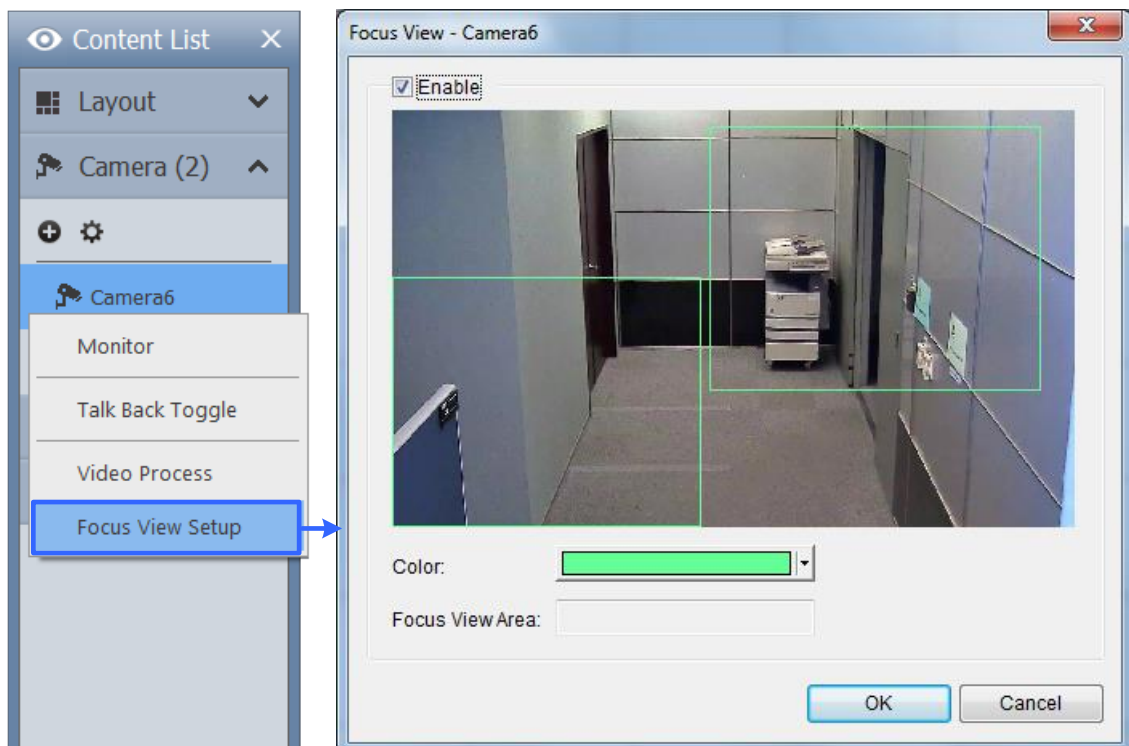 Content List
Layout
Camera (2)
Camera6
Monitor
Talk Back Toggle
Video Process
Focus View Setup
Focus View - Camera6
Enable
Color:
Focus View Area:
OK
Cancel